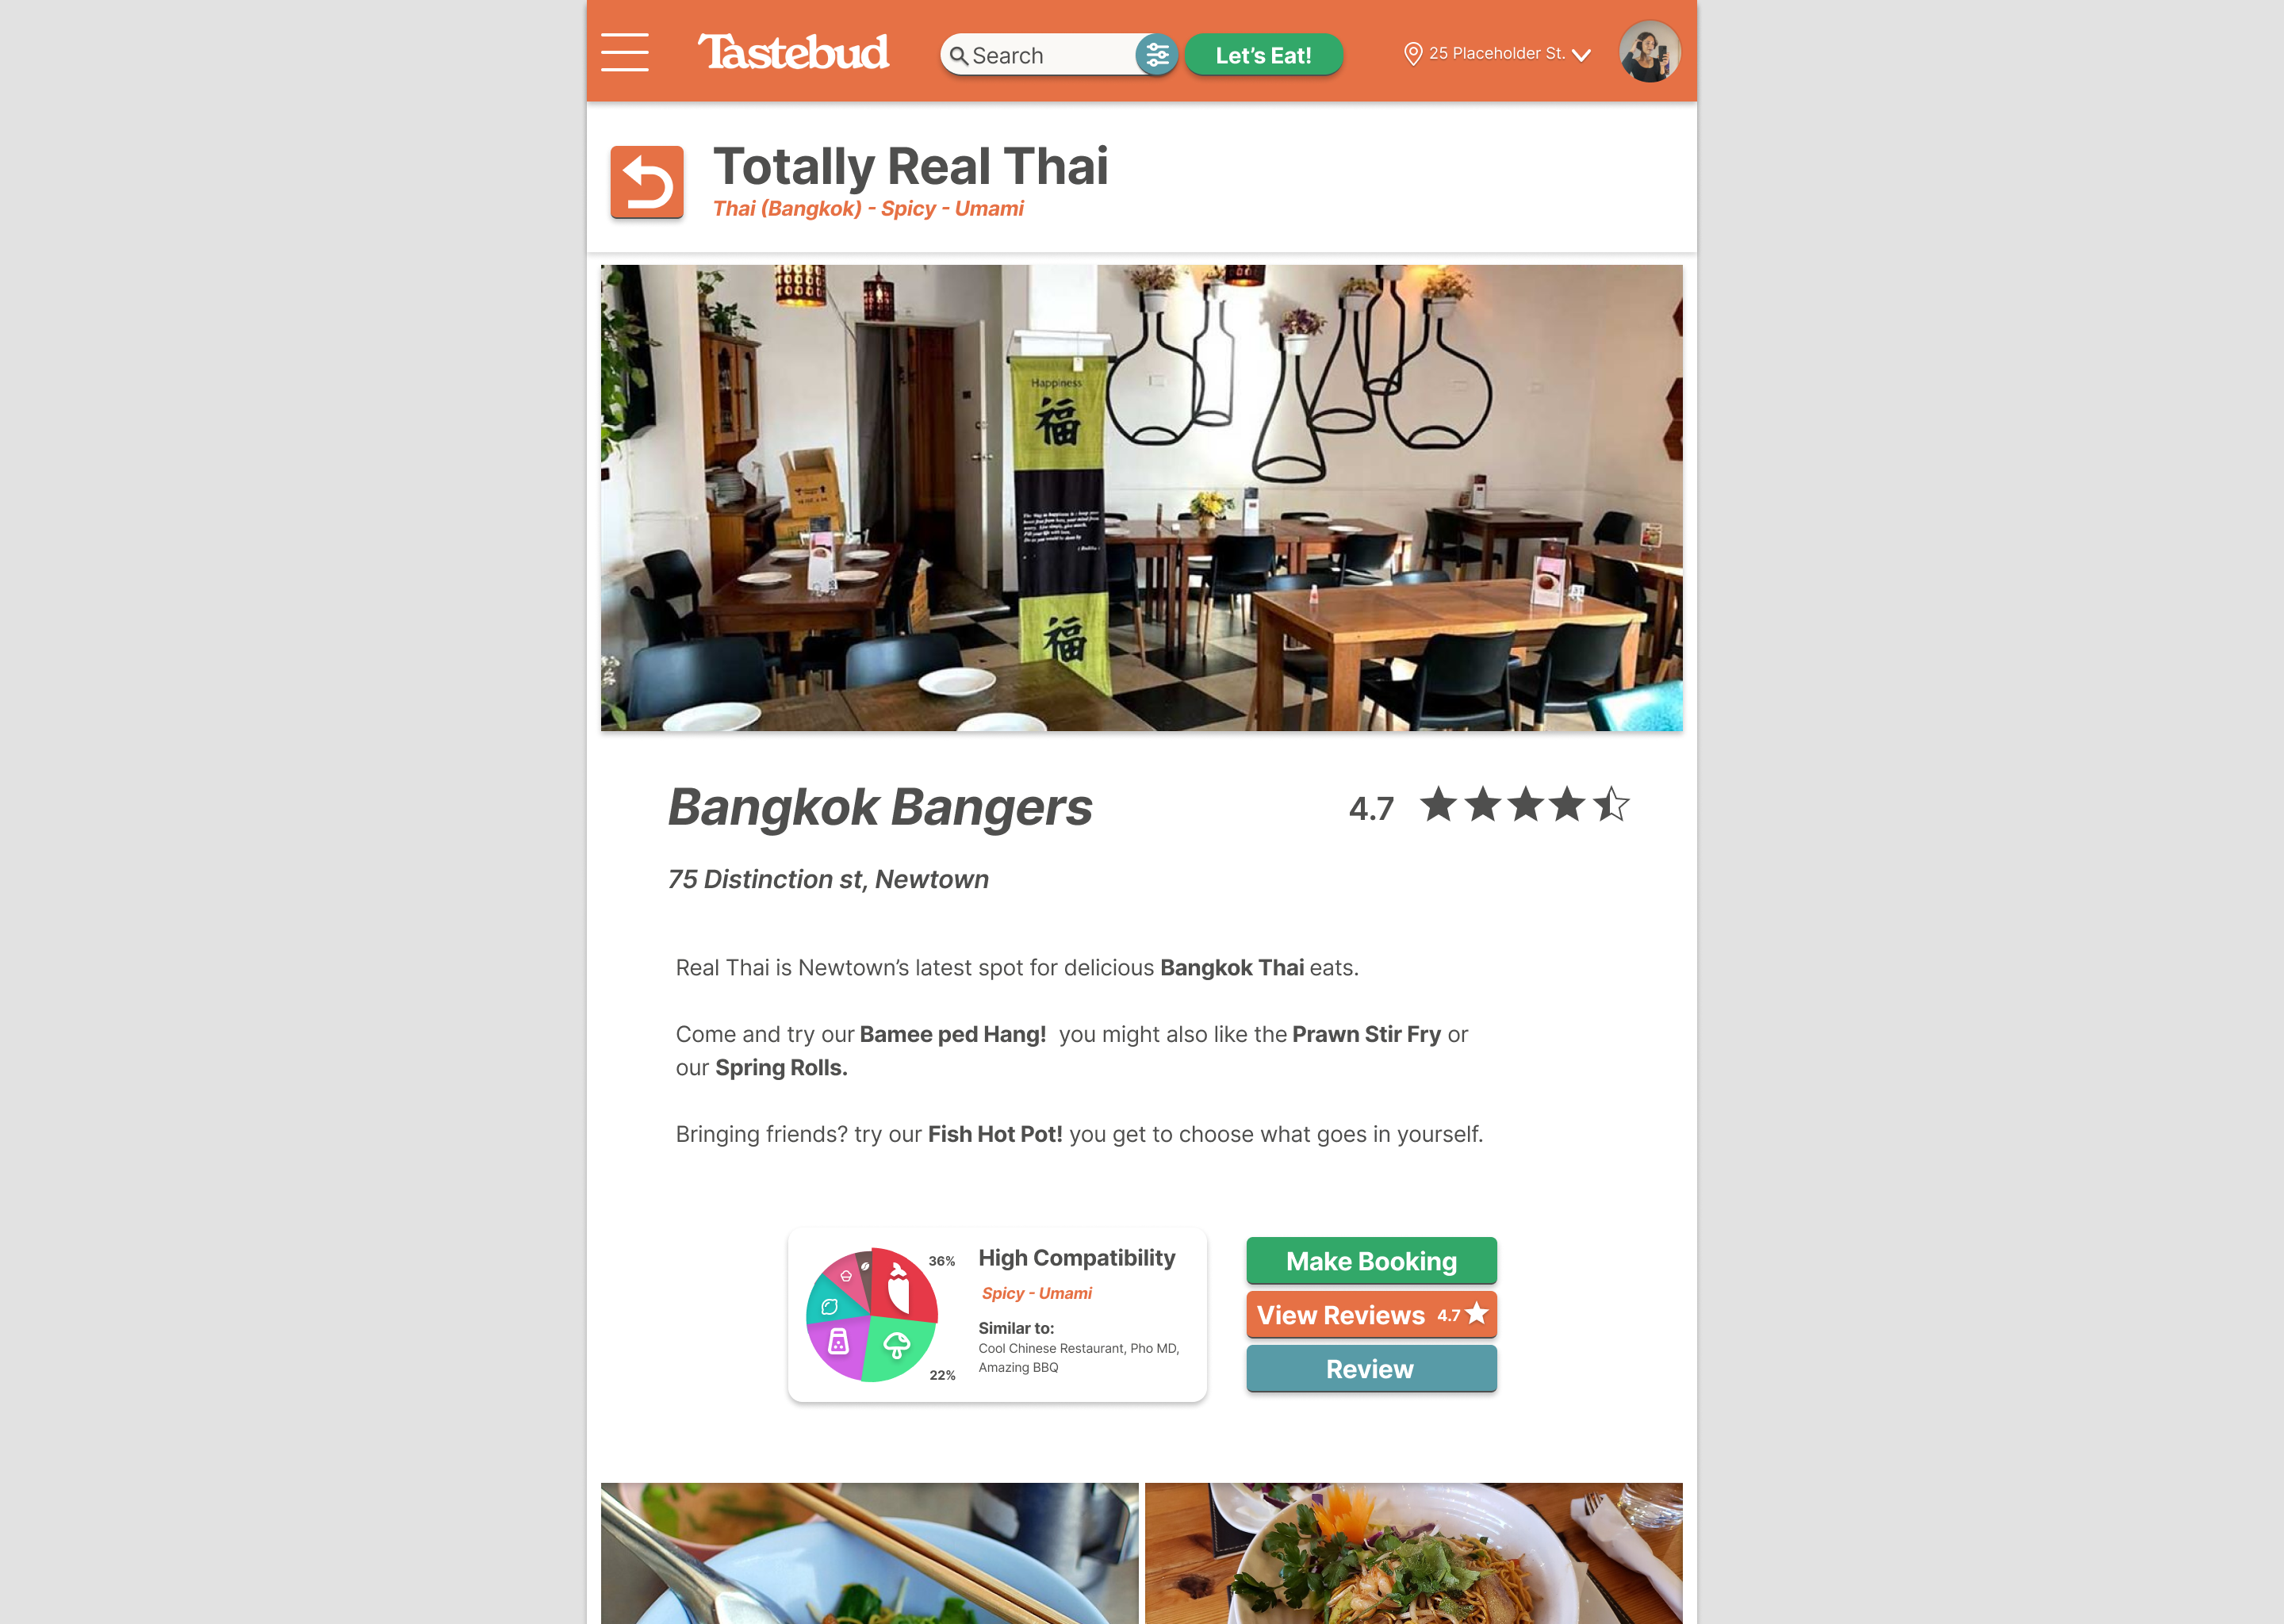 Tastebud
Search
Let's Eat!
25 Placeholder St.
Totally Real Thai
Thai (Bangkok) - Spicy - Umami
Happiness
福
福
Bangkok Bangers
4.7
75 Distinction st, Newtown
Real Thai is Newtown's latest spot for delicious Bangkok Thai eats.
Come and try our Bamee ped Hang!  you might also like the Prawn Stir Fry or
our Spring Rolls.
Bringing friends? try our Fish Hot Pot! you get to choose what goes in yourself.
36%
22%
High Compatibility
Spicy - Umami
Similar to:
Cool Chinese Restaurant, Pho MD,
Amazing BBQ
Make Booking
View Reviews 4.7
Review